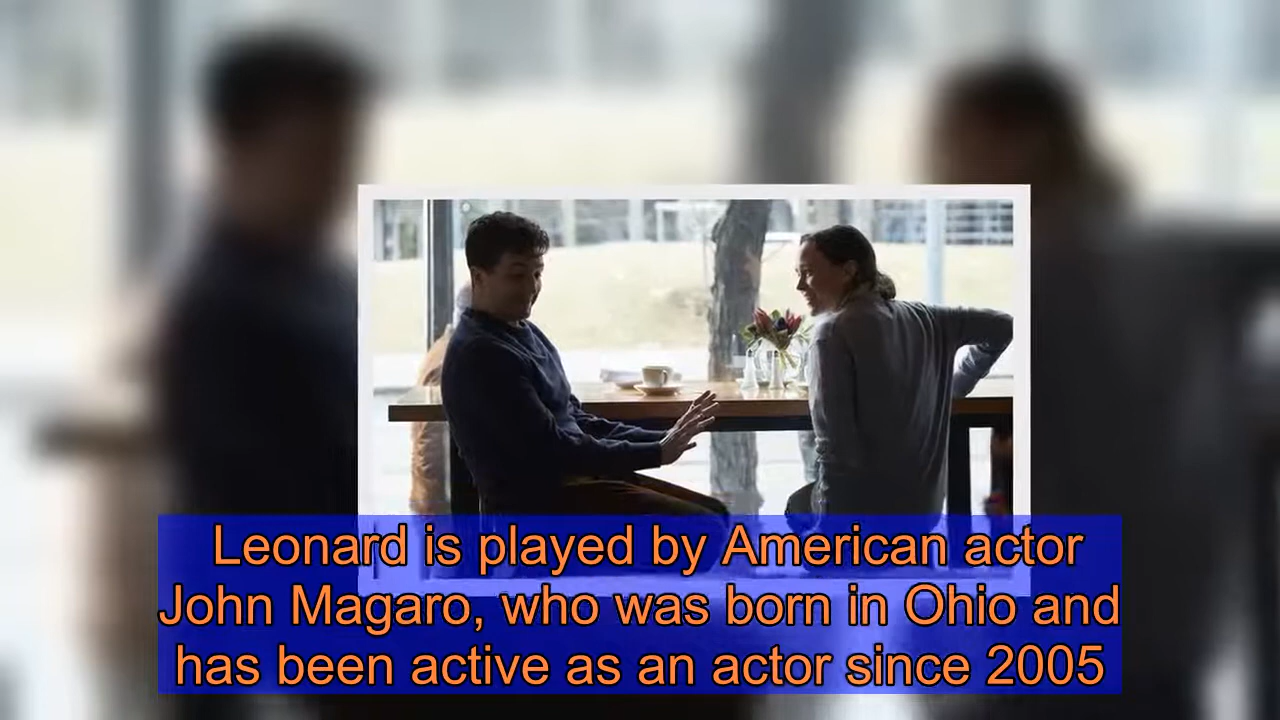 Leonard is played by American actor
John Magaro, who was born in Ohio and
has been active as an actor since 2005